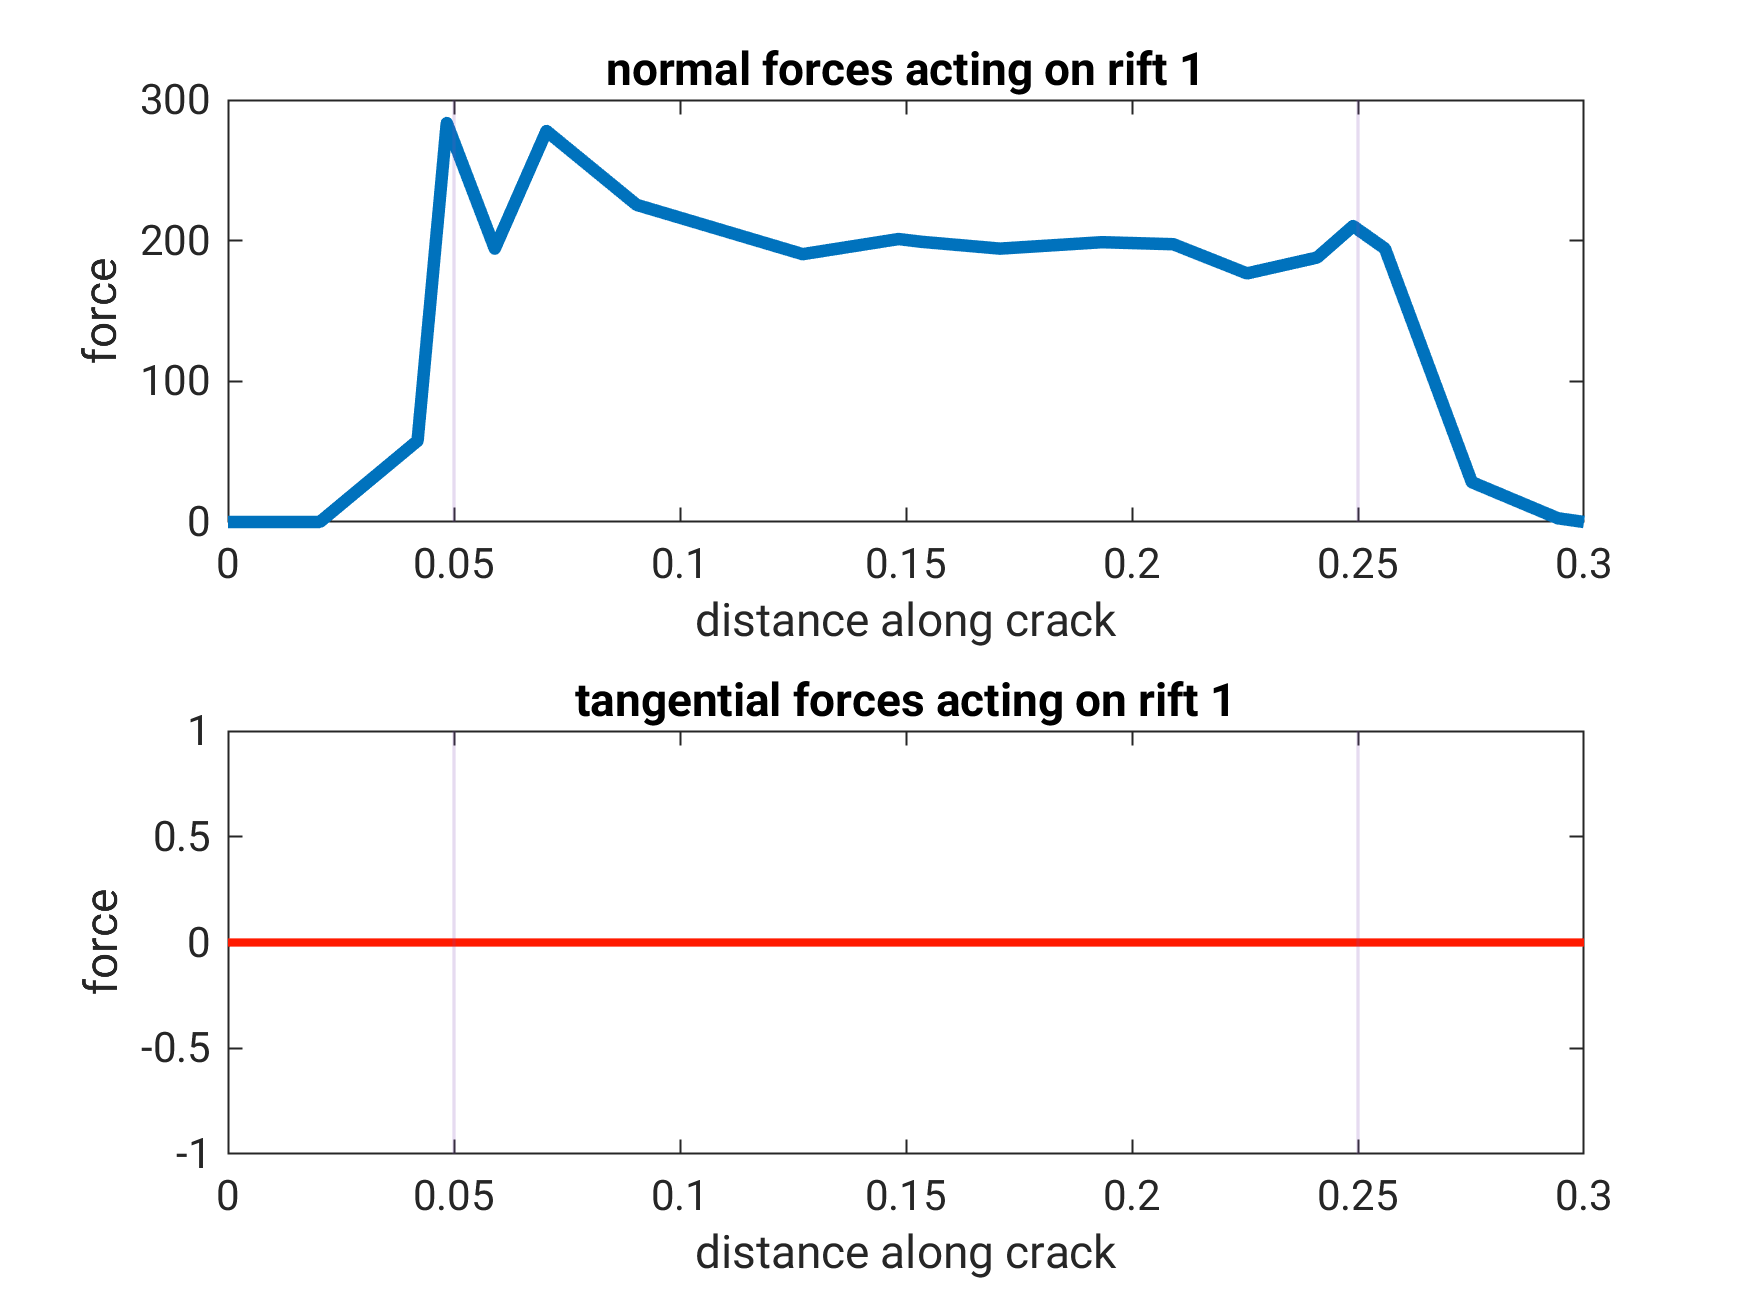 normal forces acting on rift 1
300
200
100
0
force
0 0.05 0.1 0.15 0.2 0.25 0.3
distance along crack
tangential forces acting on rift 1
1
0.5
0
-0.5
-1
force
0 0.05 0.1 0.15 0.2 0.25 0.3
distance along crack